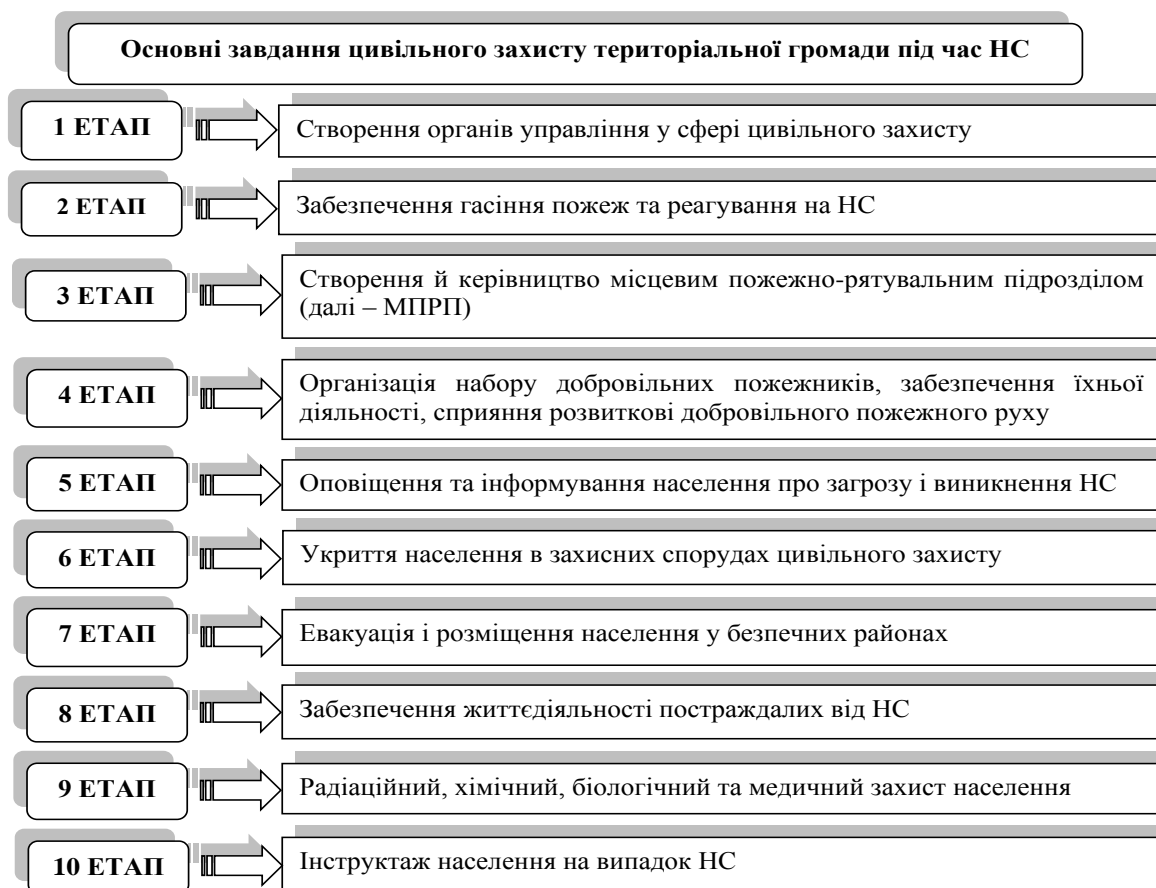 Основні завдання цивільного захисту територіальної громади під час НС
1 ЕТАП
Створення органів управління у сфері цивільного захисту
2 ЕТАП
Забезпечення гасіння пожеж та реагування на НС
3 ЕТАП
Створення й керівництво місцевим пожежно-рятувальним підрозділом
(далі – МПРП)
4 ЕТАП
Організація набору добровільних пожежників, забезпечення їхньої
діяльності, сприяння розвиткові добровільного пожежного руху
5 ЕТАП
Оповіщення та інформування населення про загрозу і виникнення НС
6 ЕТАП
Укриття населення в захисних спорудах цивільного захисту
7 ЕТАП
Евакуація і розміщення населення у безпечних районах
8 ЕТАП
Забезпечення життєдіяльності постраждалих від НС
9 ЕТАП
Радіаційний, хімічний, біологічний та медичний захист населення
10 ЕТАП
Інструктаж населення на випадок НС